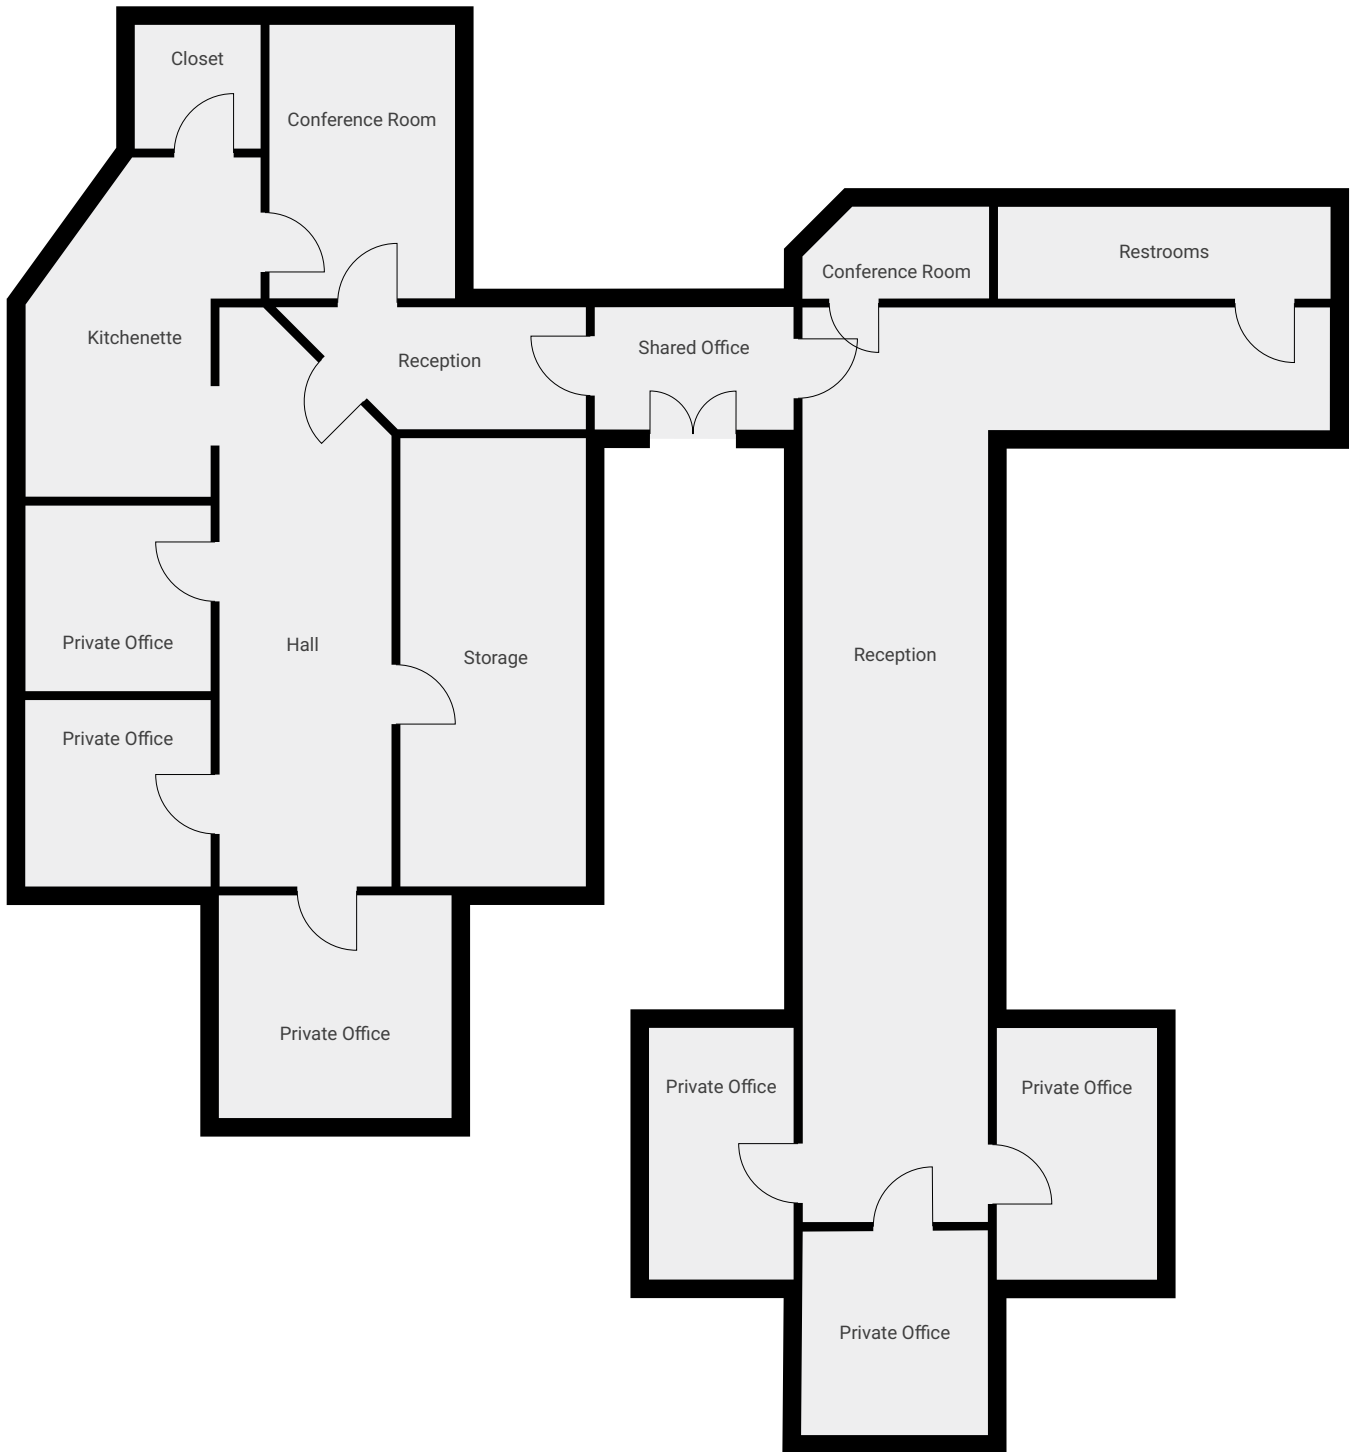 Closet
Conference Room
Restrooms
Conference Room
Kitchenette
Shared Office
Reception
Private Office
Hall
Storage
Reception
Private Office
Private Office
Private Office
Private Office
Private Office